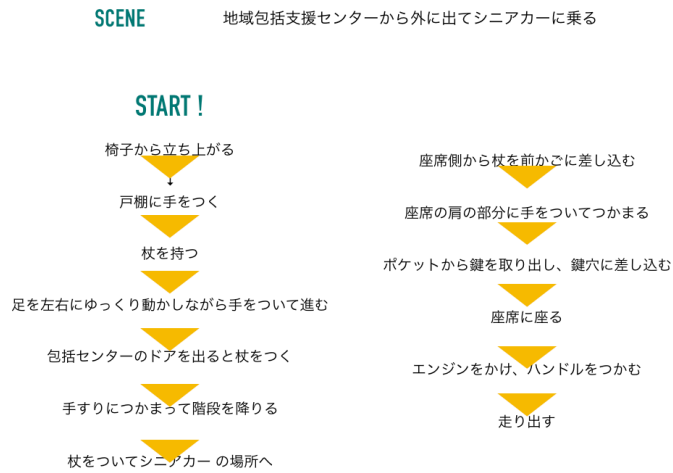 SCENE
地域包括支援センターから外に出てシニアカーに乗る
START！
椅子から立ち上がる
↓
戸棚に手をつく
杖を持つ
足を左右にゆっくり動かしながら手をついて進む
包括センターのドアを出ると杖をつく
手すりにつかまって階段を降りる
杖をついてシニアカー の場所へ
座席側から杖を前かごに差し込む
座席の肩の部分に手をついてつかまる
ポケットから鍵を取り出し、鍵穴に差し込む
座席に座る
エンジンをかけ、ハンドルをつかむ
走り出す